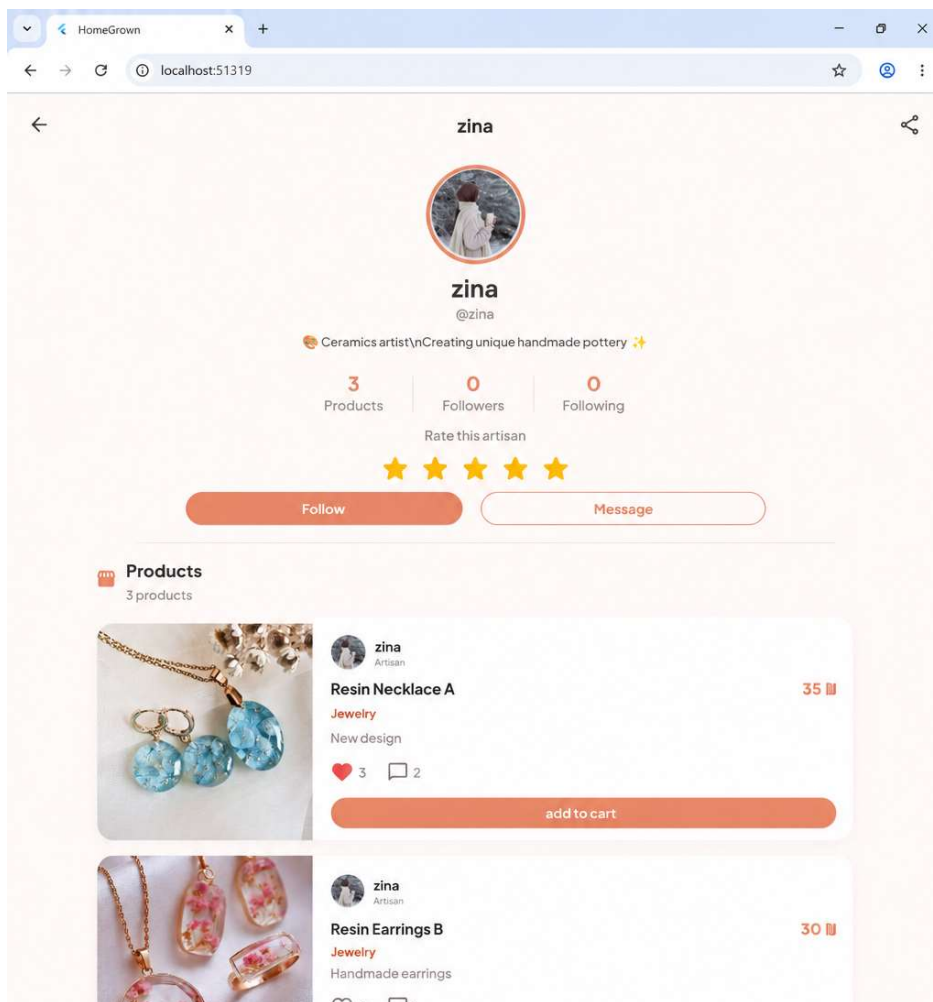 HomeGrown
localhost:51319
zina
zina
@zina
🎨 Ceramics artist\nCreating unique handmade pottery ✨
3 0 0
Products Followers Following
Rate this artisan
Follow Message
Products
3 products
zina
Artisan
Resin Necklace A 35 ₪
Jewelry
New design
3 2
add to cart
zina
Artisan
Resin Earrings B 30 ₪
Jewelry
Handmade earrings